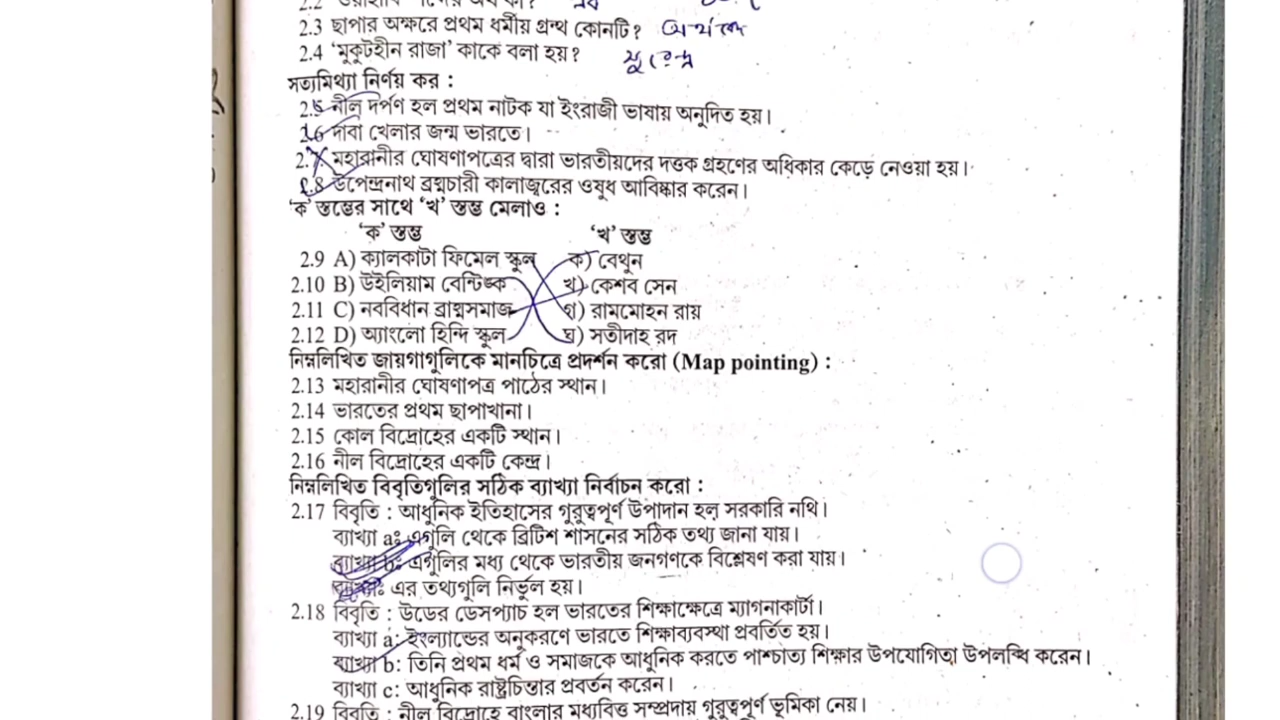 2.3 ছাপার অক্ষরে প্রথম ধর্মীয় গ্রন্থ কোনটি?
2.4 'মুকুটহীন রাজা' কাকে বলা হয়?
সত্যমিথ্যা নির্ণয় কর :
2.5 নীল দর্পণ হল প্রথম নাটক যা ইংরাজী ভাষায় অনুদিত হয়।
2.6 দাবা খেলার জন্ম ভারতে।
2.7 মহারানীর ঘোষণাপত্রের দ্বারা ভারতীয়দের দত্তক গ্রহণের অধিকার কেড়ে নেওয়া হয়।
2.8 উপেন্দ্রনাথ ব্রহ্মচারী কালাজ্বরের ওষুধ আবিষ্কার করেন।
'ক' স্তম্ভের সাথে 'খ' স্তম্ভ মেলাও :
'ক' স্তম্ভ 'খ' স্তম্ভ
2.9 A) ক্যালকাটা ফিমেল স্কুল ক) বেথুন
2.10 B) উইলিয়াম বেন্টিঙ্ক খ) কেশব সেন
2.11 C) নববিধান ব্রাহ্মসমাজ গ) রামমোহন রায়
2.12 D) অ্যাংলো হিন্দি স্কুল ঘ) সতীদাহ রদ
নিম্নলিখিত জায়গাগুলিকে মানচিত্রে প্রদর্শন করো (Map pointing) :
2.13 মহারানীর ঘোষণাপত্র পাঠের স্থান।
2.14 ভারতের প্রথম ছাপাখানা।
2.15 কোল বিদ্রোহের একটি স্থান।
2.16 নীল বিদ্রোহের একটি কেন্দ্র।
নিম্নলিখিত বিবৃতিগুলির সঠিক ব্যাখ্যা নির্বাচন করো :
2.17 বিবৃতি : আধুনিক ইতিহাসের গুরুত্বপূর্ণ উপাদান হল সরকারি নথি।
ব্যাখ্যা a: এগুলি থেকে ব্রিটিশ শাসনের সঠিক তথ্য জানা যায়।
ব্যাখ্যা b: এগুলির মধ্য থেকে ভারতীয় জনগণকে বিশ্লেষণ করা যায়।
এর তথ্যগুলি নির্ভুল হয়।
2.18 বিবৃতি : উডের ডেসপ্যাচ হল ভারতের শিক্ষাক্ষেত্রে ম্যাগনাকার্টা।
ব্যাখ্যা a: ইংল্যান্ডের অনুকরণে ভারতে শিক্ষাব্যবস্থা প্রবর্তিত হয়।
ব্যাখ্যা b: তিনি প্রথম ধর্ম ও সমাজকে আধুনিক করতে পাশ্চাত্য শিক্ষার উপযোগিতা উপলব্ধি করেন।
ব্যাখ্যা c: আধুনিক রাষ্ট্রচিন্তার প্রবর্তন করেন।
2.19 বিবৃতি : নীল বিদ্রোহে বাংলার মধ্যবিত্ত সম্প্রদায় গুরুত্বপূর্ণ ভূমিকা নেয়।